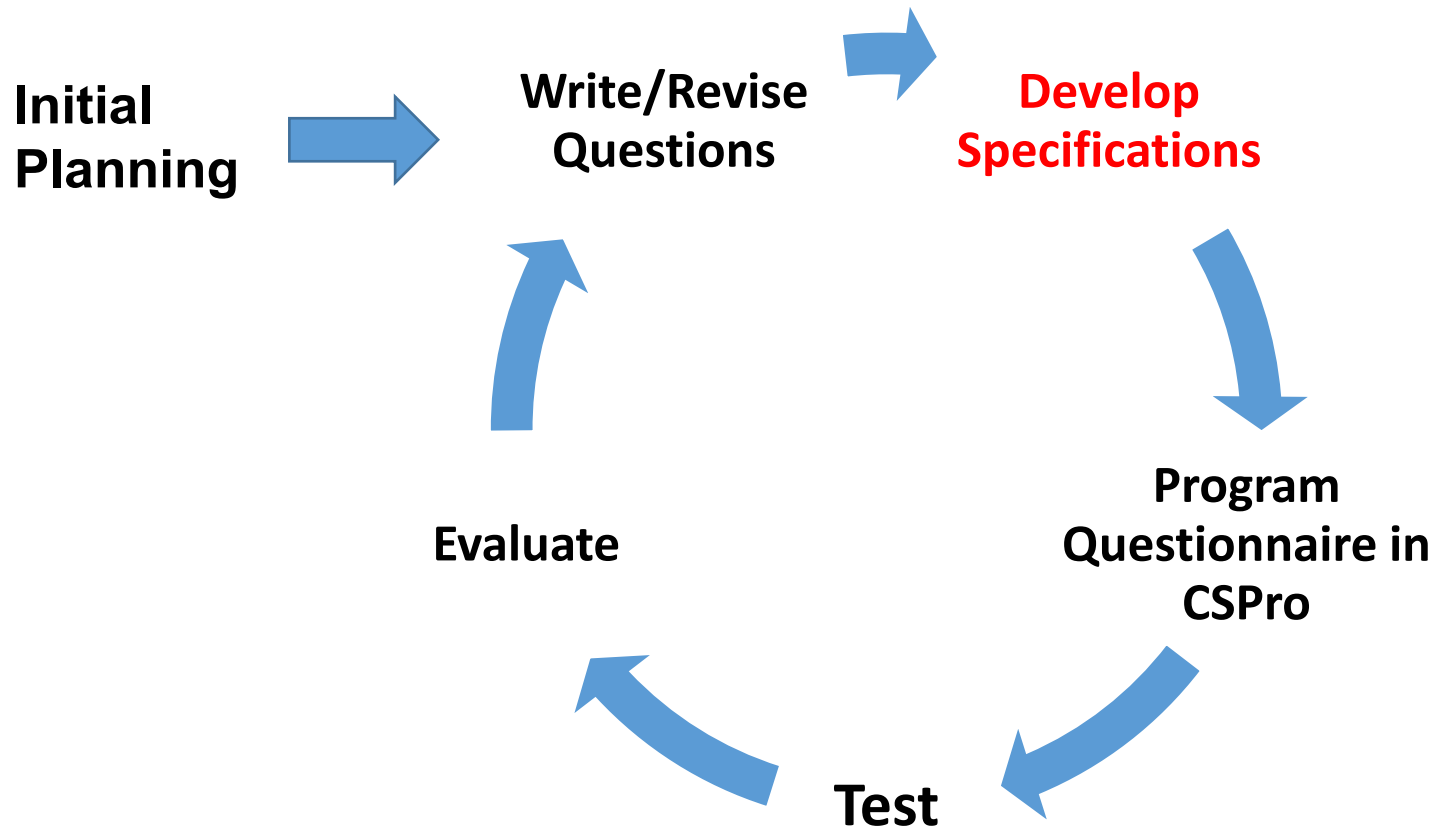 Initial
Planning
Write/Revise
Questions
Develop
Specifications
Program
Questionnaire in
CSPro
Test
Evaluate